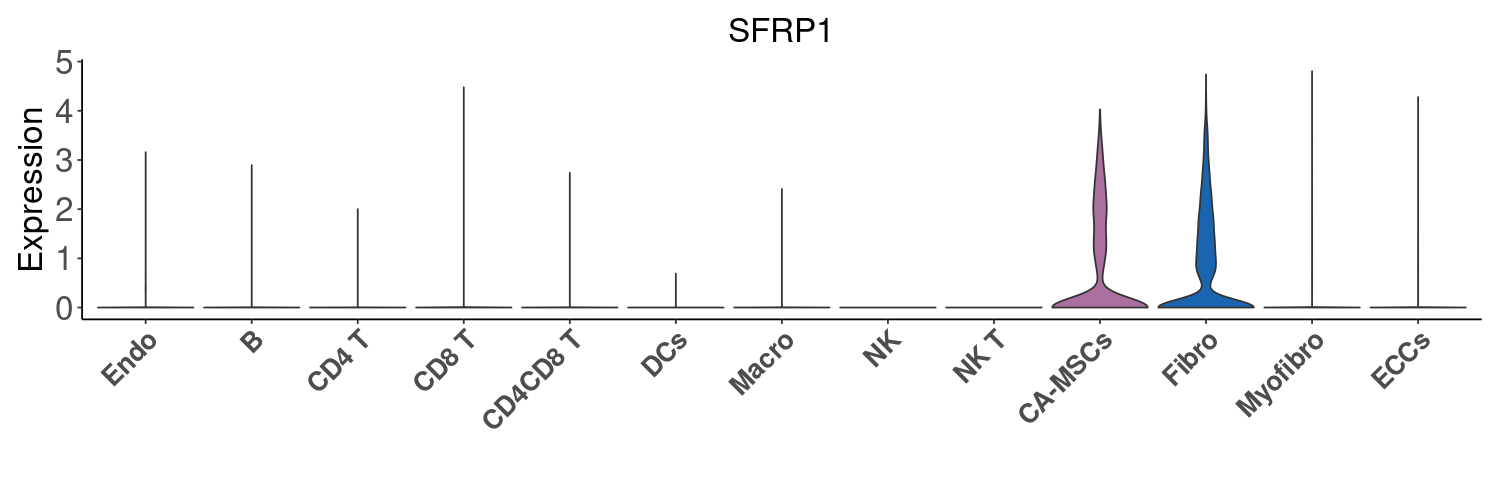 SFRP1
Expression
5
4
3
2
1
0
Endo
B
CD4 T
CD8 T
CD4CD8 T
DCs
Macro
NK
NK T
CA-MSCs
Fibro
Myofibro
ECCs